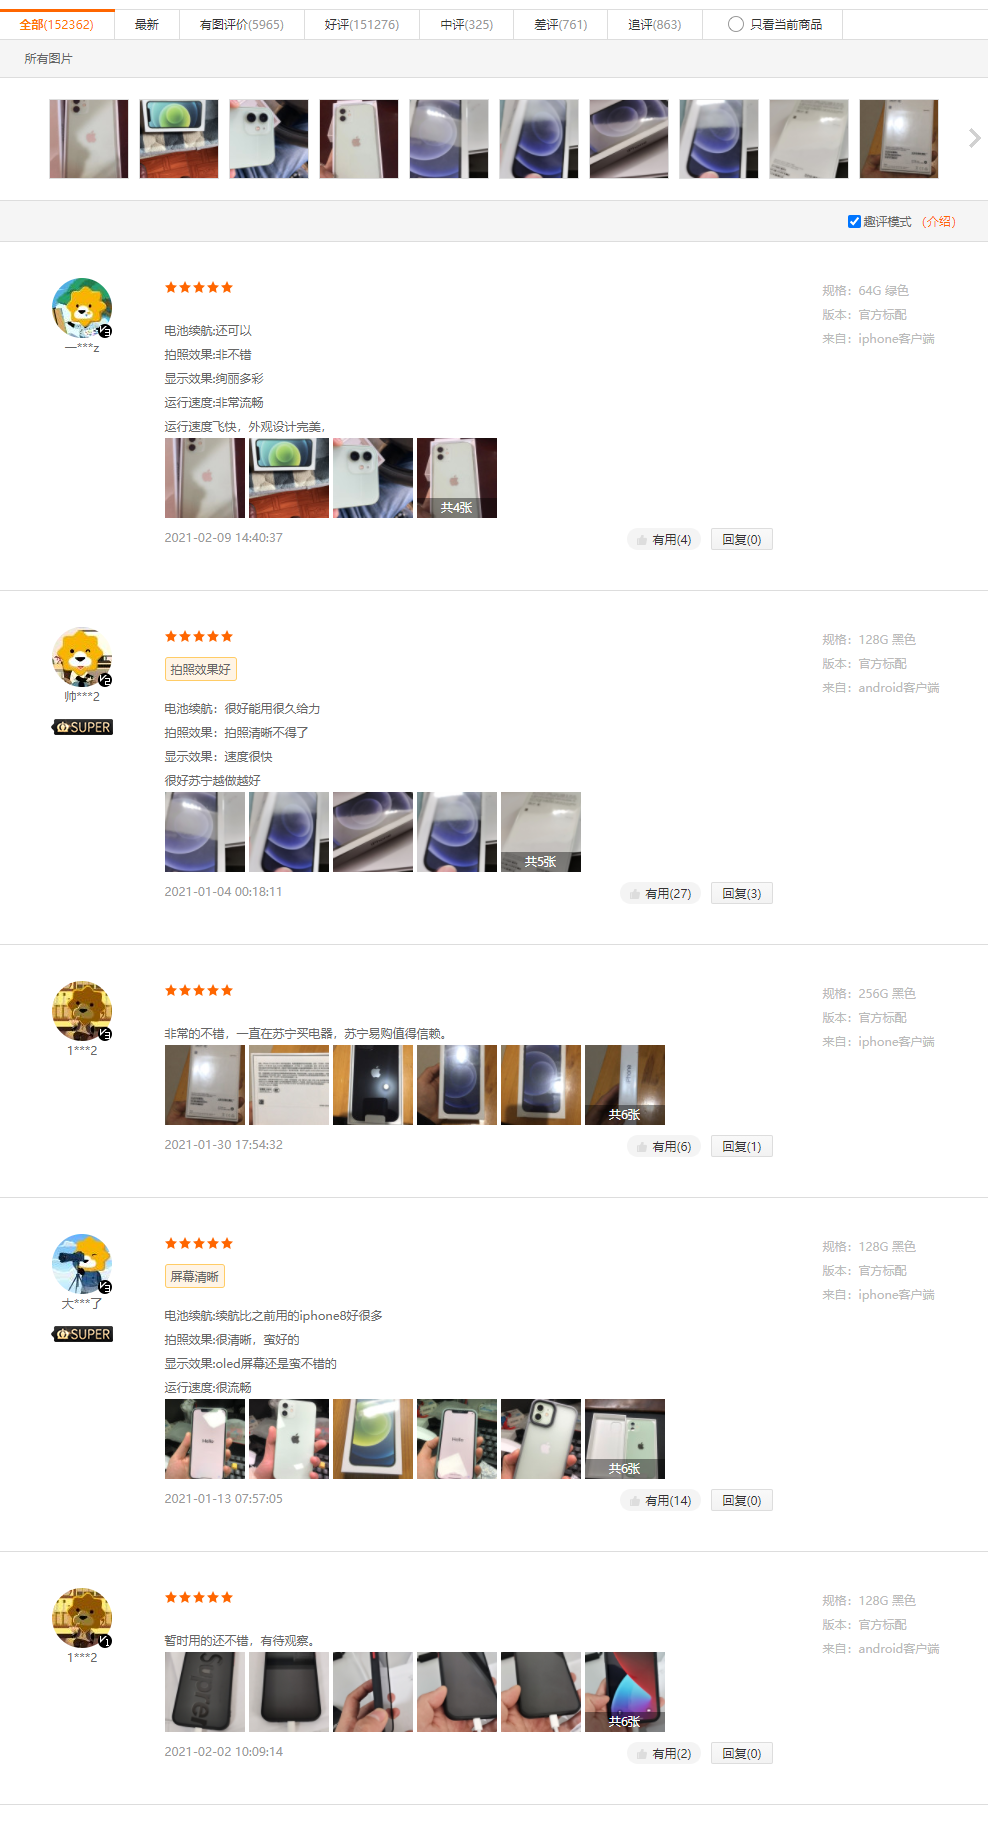 全部(152362) 最新 有图评价(5965) 好评(151276) 中评(325) 差评(761) 追评(863) 只看当前商品
所有图片
趣评模式 （介绍）
一***z
电池续航:还可以
拍照效果:非不错
显示效果:绚丽多彩
运行速度:非常流畅
运行速度飞快，外观设计完美，
共4张
2021-02-09 14:40:37 有用(4) 回复(0)
规格：64G 绿色
版本：官方标配
来自：iphone客户端
帅***2
SUPER
拍照效果好
电池续航：很好能用很久给力
拍照效果：拍照清晰不得了
显示效果：速度很快
很好苏宁越做越好
共5张
2021-01-04 00:18:11 有用(27) 回复(3)
规格：128G 黑色
版本：官方标配
来自：android客户端
1***2
非常的不错，一直在苏宁买电器，苏宁易购值得信赖。
共6张
2021-01-30 17:54:32 有用(6) 回复(1)
规格：256G 黑色
版本：官方标配
来自：iphone客户端
大***了
SUPER
屏幕清晰
电池续航:续航比之前用的iphone8好很多
拍照效果:很清晰，蛮好的
显示效果:oled屏幕还是蛮不错的
运行速度:很流畅
Hello
Hello
共6张
2021-01-13 07:57:05 有用(14) 回复(0)
规格：128G 黑色
版本：官方标配
来自：iphone客户端
1***2
暂时用的还不错，有待观察。
共6张
2021-02-02 10:09:14 有用(2) 回复(0)
规格：128G 黑色
版本：官方标配
来自：android客户端